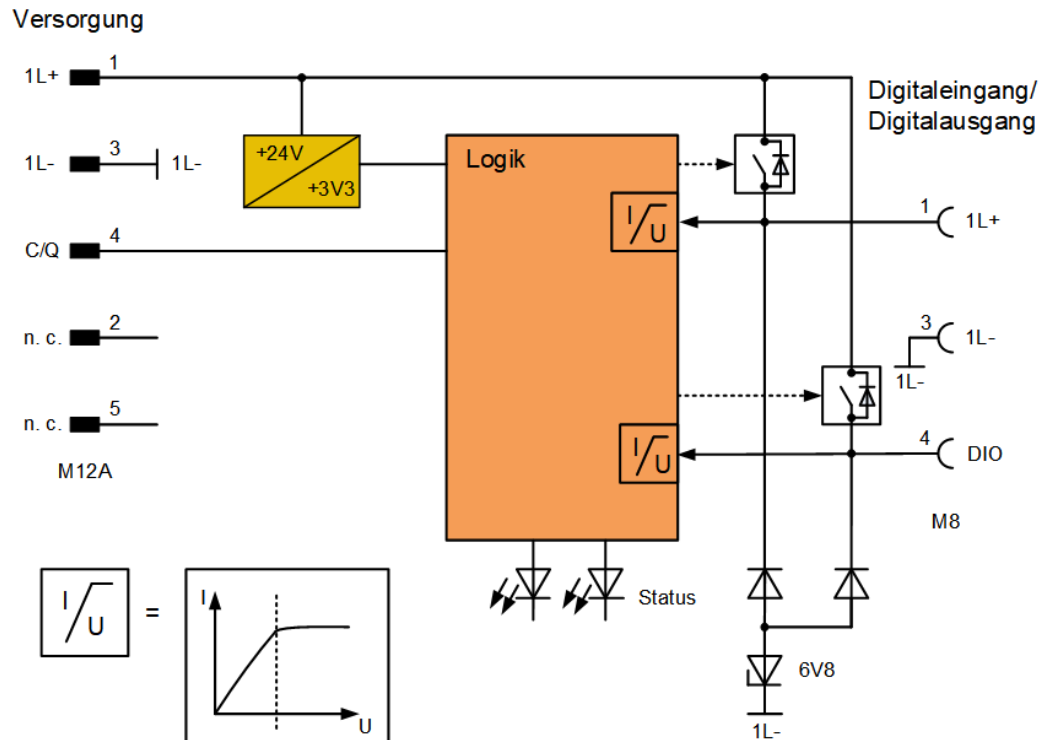 Versorgung
1L+
1
1L-
3
1L-
C/Q
4
n. c.
2
n. c.
5
M12A
+24V
+3V3
Logik
I/U
I/U
Status
Digitaleingang/
Digitalausgang
1
1L+
3
1L-
1L-
4
DIO
M8
6V8
1L-
I/U
=
I
U